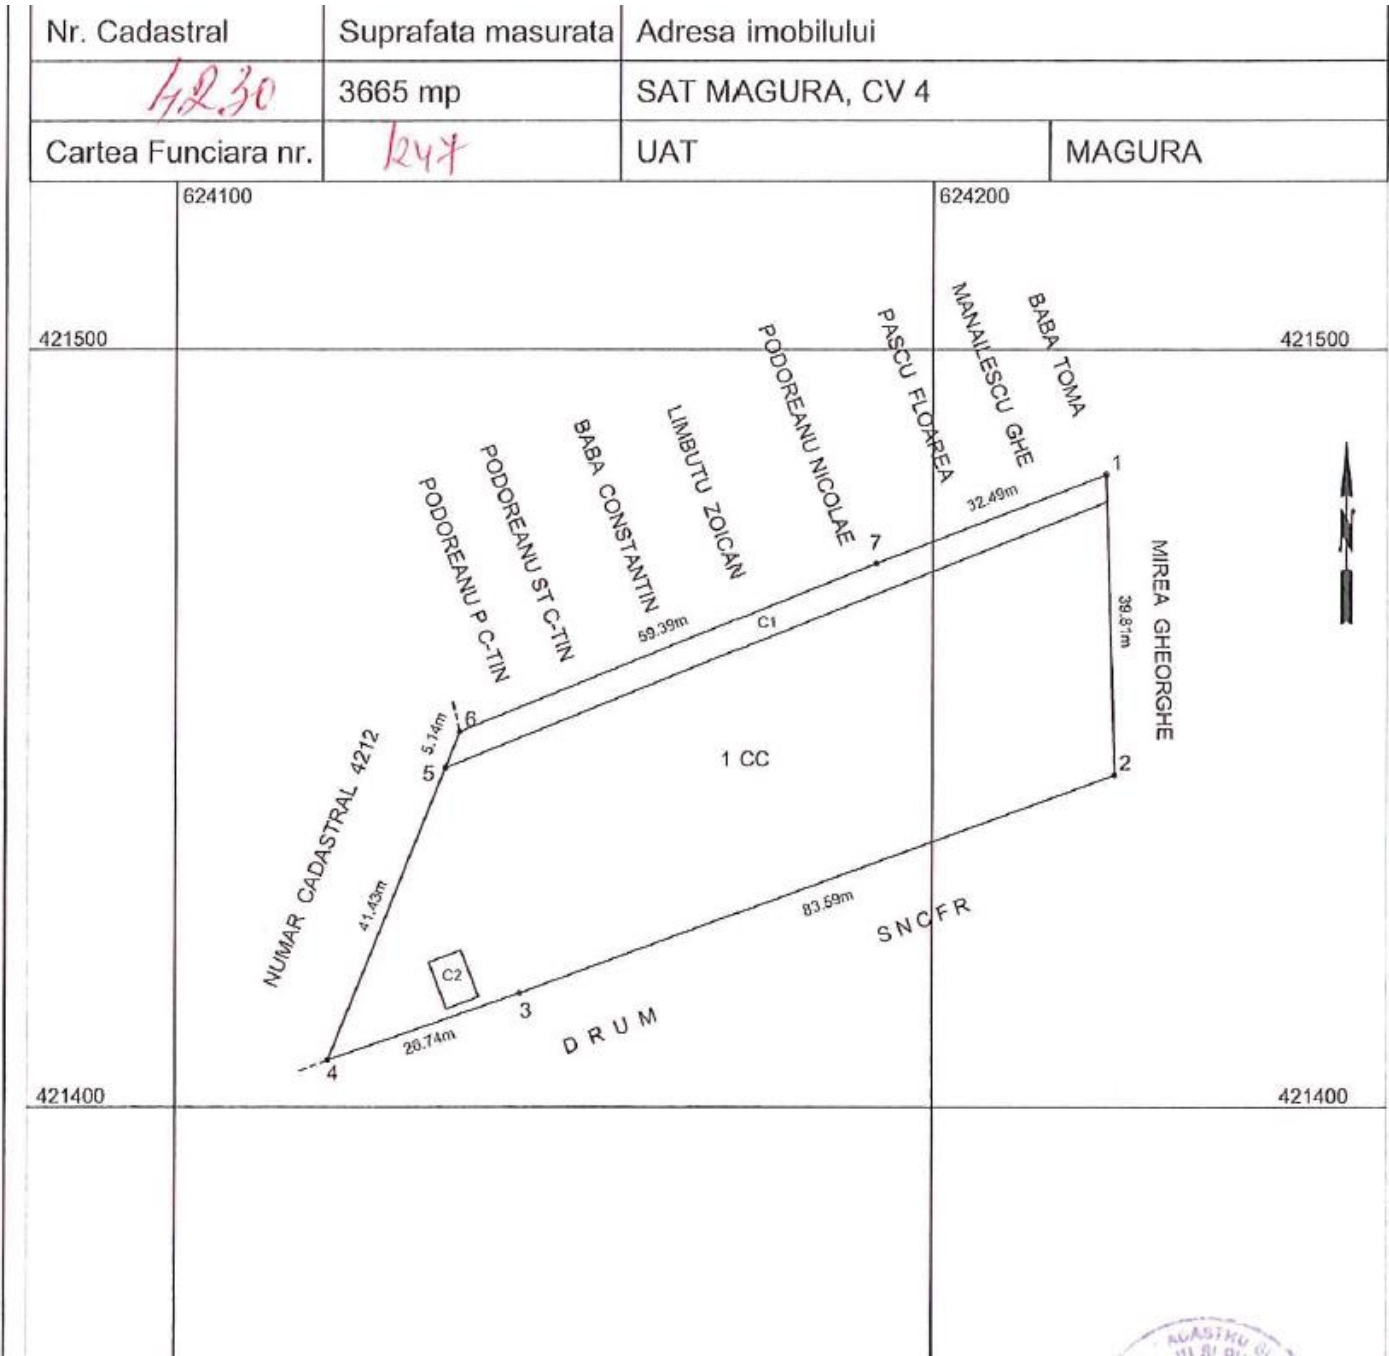 Nr. Cadastral
Suprafata masurata
Adresa imobilului
4230
3665 mp
SAT MAGURA, CV 4
Cartea Funciara nr.
1247
UAT
MAGURA
624100
624200
421500
421500
BABA TOMA
MANAILESCU GHE
PASCU FLOAREA
PODOREANU NICOLAE
LIMBUTU ZOICAN
BABA CONSTANTIN
PODOREANU ST C-TIN
PODOREANU P C-TIN
1
32.49m
7
N
MIREA GHEORGHE
39.81m
59.39m
C1
6
5.14m
5
1 CC
2
NUMAR CADASTRAL 4212
41.43m
83.59m
SNCFR
C2
3
DRUM
26.74m
4
421400
421400